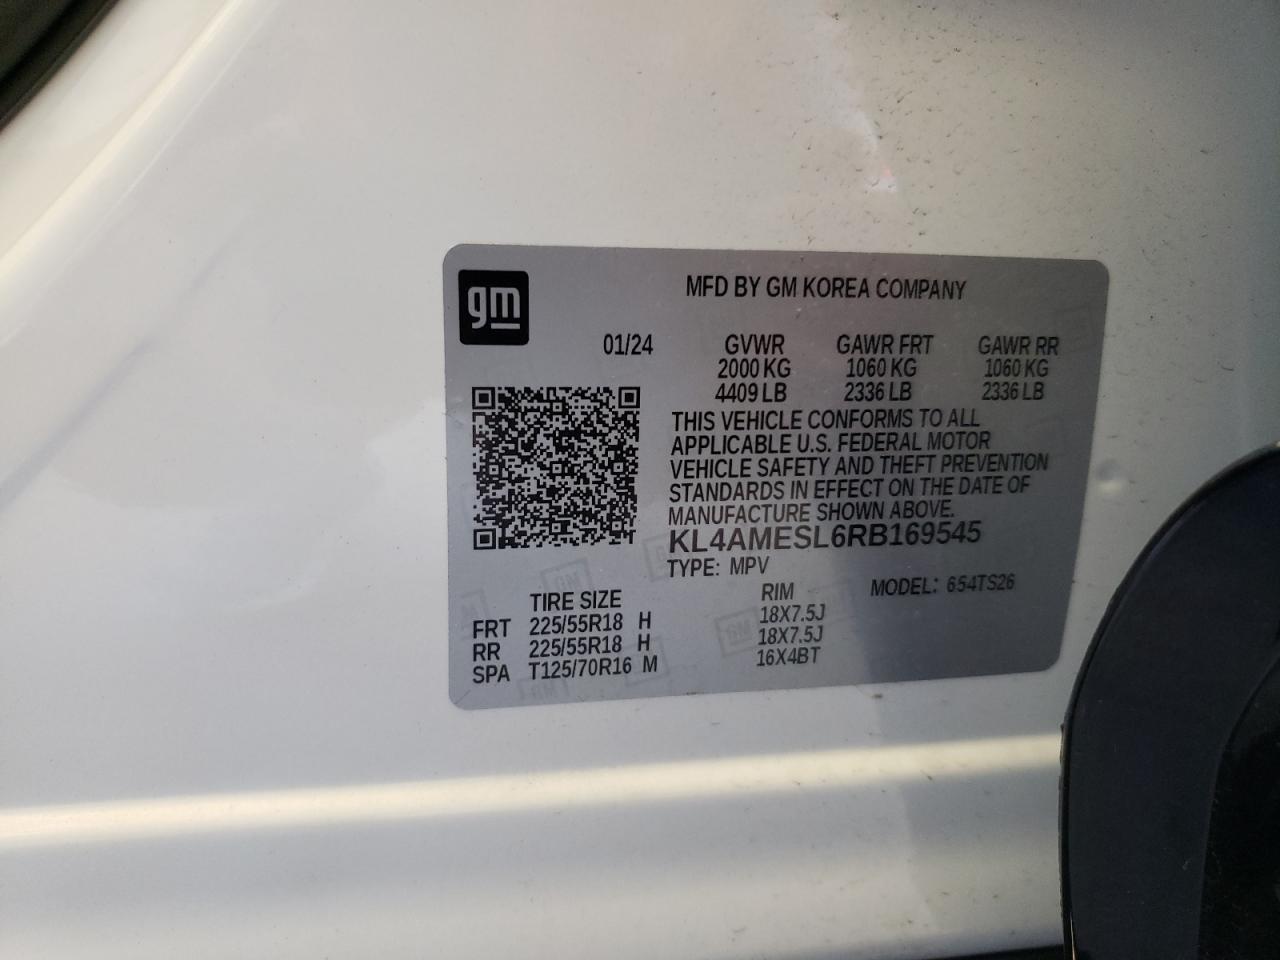 gm
MFD BY GM KOREA COMPANY
01/24
GVWR GAWR FRT GAWR RR
2000 KG 1060 KG 1060 KG
4409 LB 2336 LB 2336 LB
THIS VEHICLE CONFORMS TO ALL
APPLICABLE U.S. FEDERAL MOTOR
VEHICLE SAFETY AND THEFT PREVENTION
STANDARDS IN EFFECT ON THE DATE OF
MANUFACTURE SHOWN ABOVE.
KL4AMESL6RB169545
TYPE: MPV MODEL: 654TS26
TIRE SIZE RIM
FRT 225/55R18 H 18X7.5J
RR 225/55R18 H 18X7.5J
SPA T125/70R16 M 16X4BT